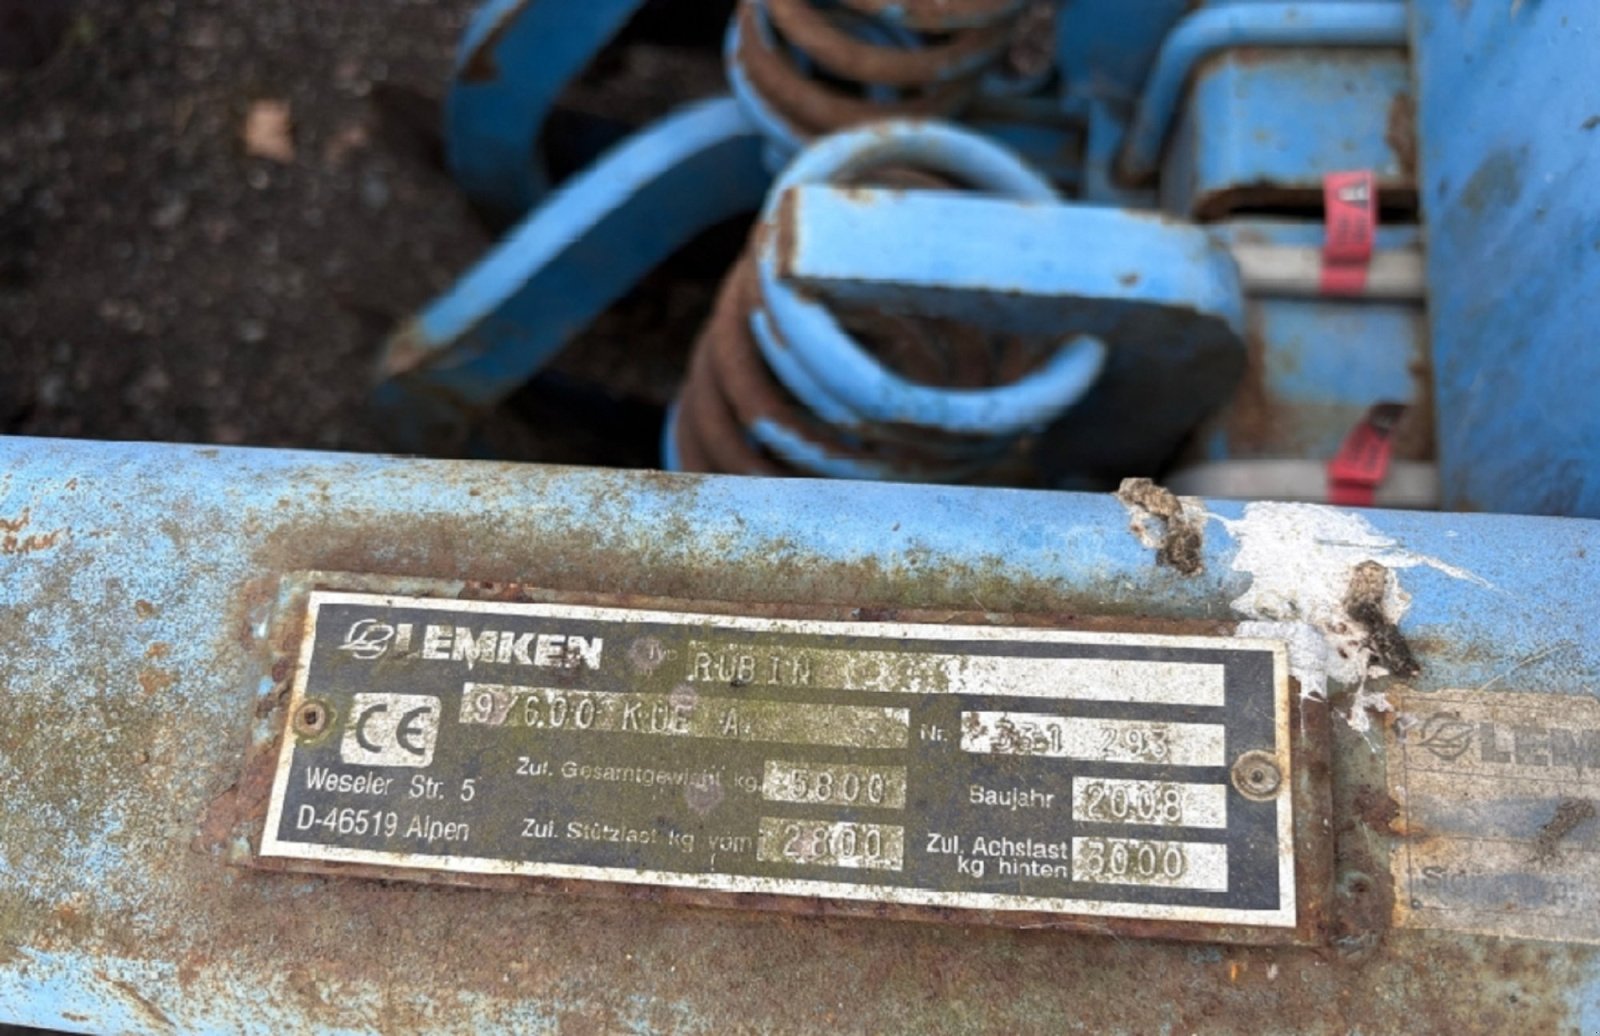 LEMKEN Typ RUBIN
CE 9/600 KUE A. Nr. 331 293
Weseler Str. 5 Zul. Gesamtgewicht kg. 5800 Baujahr 2008
D-46519 Alpen Zul. Stützlast kg vorn 2800 Zul. Achslast kg hinten 3000
LEM